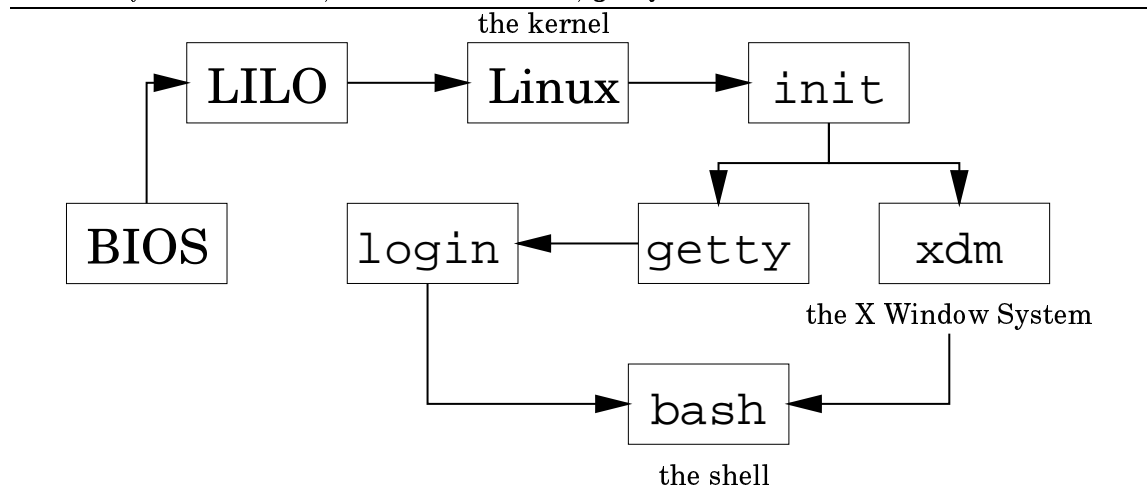 the kernel
LILO
Linux
init
BIOS
login
getty
xdm
the X Window System
bash
the shell